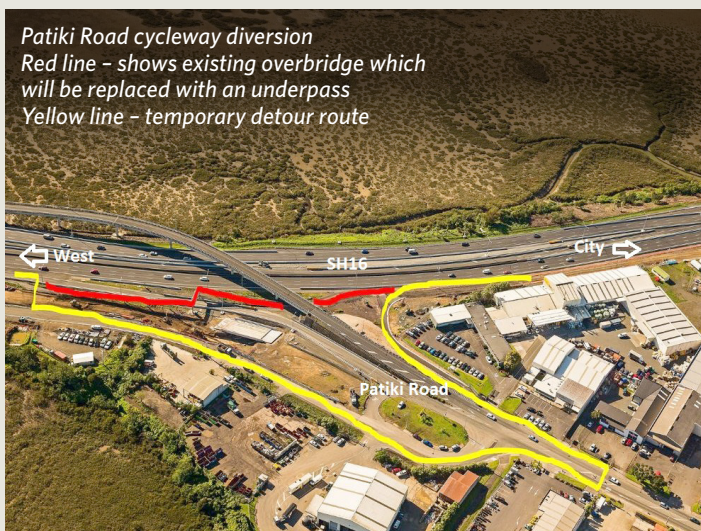 Patiki Road cycleway diversion
Red line – shows existing overbridge which
will be replaced with an underpass
Yellow line – temporary detour route
West
SH16
City
Patiki Road